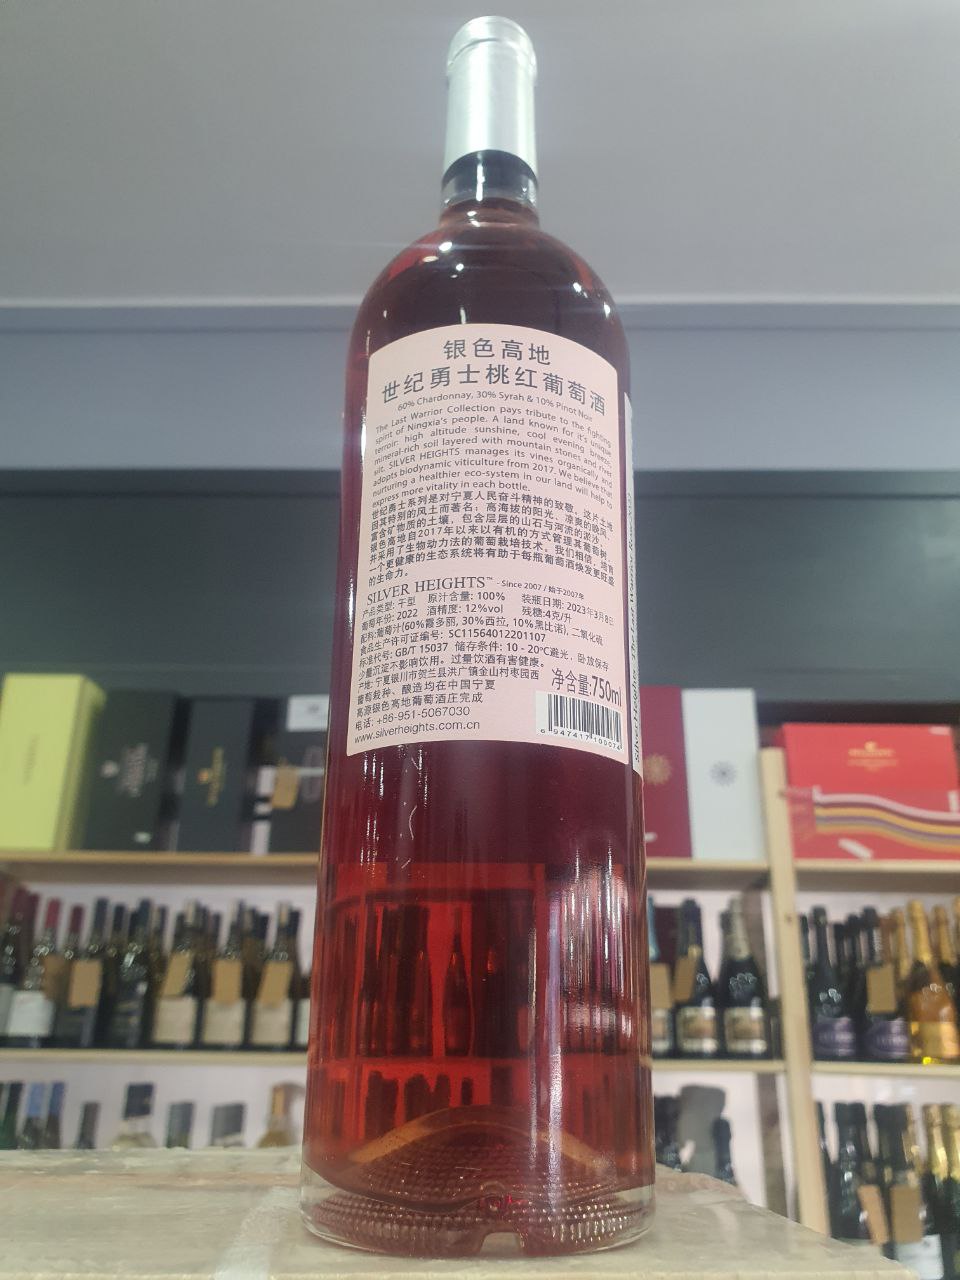 银色高地
世纪勇士桃红葡萄酒
60% Chardonnay, 30% Syrah & 10% Pinot Noir
The Last Warrior Collection pays tribute to the fighting
spirit of Ningxia's people. A land known for it's unique
terroir: high altitude sunshine, cool evening breeze,
mineral-rich soil layered with mountain stones and river
silt. SILVER HEIGHTS manages its vines organically and
adopts biodynamic viticulture from 2017. We believe that
nurturing a healthier eco-system in our land will help to
express more vitality in each bottle.
世纪勇士系列是对宁夏人民奋斗精神的致敬。这片土地
因其特别的风土而著名，高海拔的阳光，凉爽的晚风，
富含矿物质的土壤，包含层层的山石与河流的淤沙。
银色高地自2017年以来以有机的方式管理其葡萄树，
并采用了生物动力法的葡萄栽培技术。我们相信，培育
一个更健康的生态系统将有助于每瓶葡萄酒焕发更旺盛
的生命力。
SILVER HEIGHTS™ - Since 2007 / 始于2007年
产品类型: 干型 原汁含量: 100% 装瓶日期: 2023年3月8日
葡萄年份: 2022 酒精度: 12%vol 残糖:4克/升
配料:葡萄汁(60%霞多丽, 30%西拉, 10%黑比诺), 二氧化硫
食品生产许可证编号: SC11564012201107
标准代号: GB/T 15037 储存条件: 10 - 20℃避光，卧放保存
少量沉淀不影响饮用。过量饮酒有害健康。
产地: 宁夏银川市贺兰县洪广镇金山村枣园西
葡萄栽种、酿造均在中国宁夏
高源银色高地葡萄酒庄完成
电话: +86-951-5067030
www.silverheights.com.cn
净含量:750ml
6 947417 100074
Silver Heights The Last Warrior Rose 2022